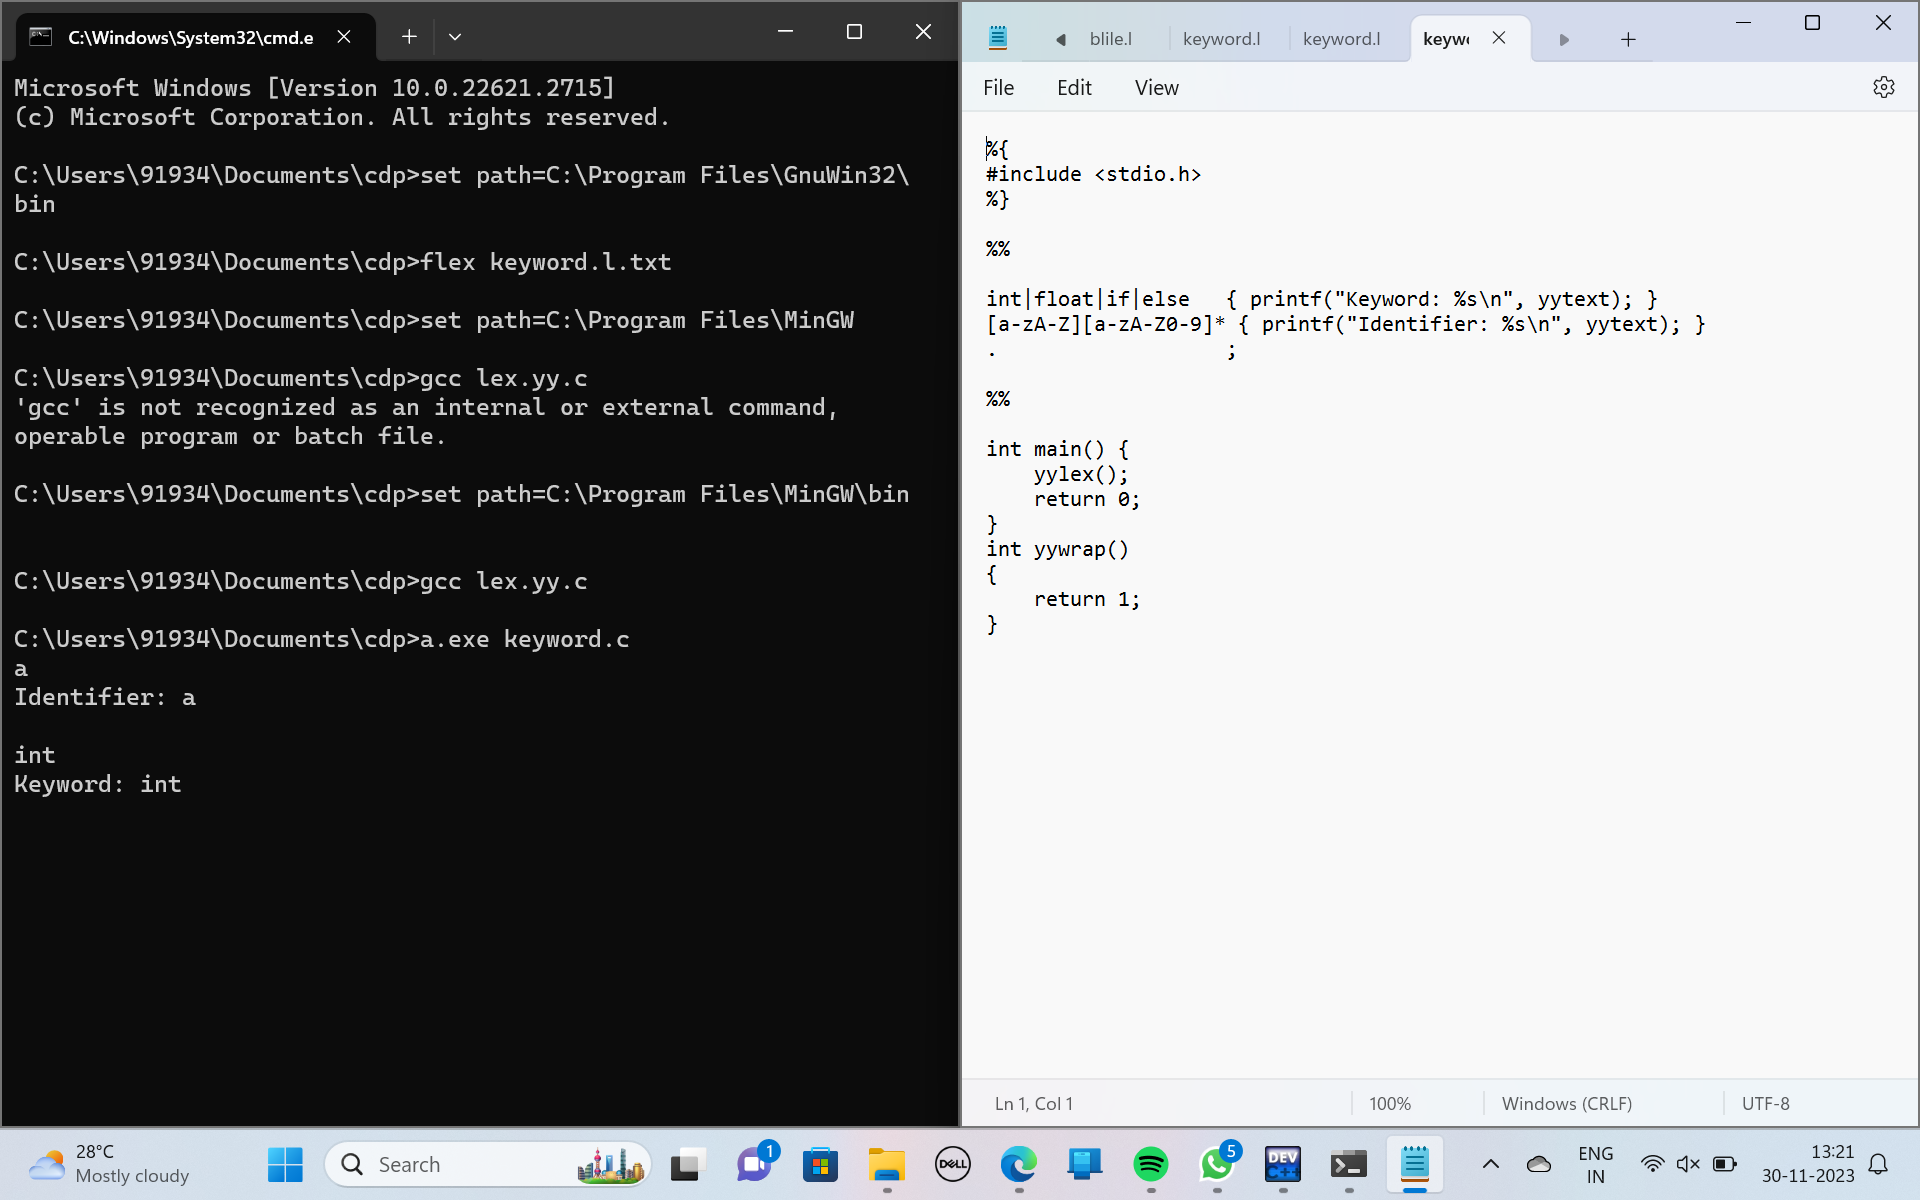 C:\Windows\System32\cmd.e
Microsoft Windows [Version 10.0.22621.2715]
(c) Microsoft Corporation. All rights reserved.
C:\Users\91934\Documents\cdp>set path=C:\Program Files\GnuWin32\
bin
C:\Users\91934\Documents\cdp>flex keyword.l.txt
C:\Users\91934\Documents\cdp>set path=C:\Program Files\MinGW
C:\Users\91934\Documents\cdp>gcc lex.yy.c
'gcc' is not recognized as an internal or external command,
operable program or batch file.
C:\Users\91934\Documents\cdp>set path=C:\Program Files\MinGW\bin
C:\Users\91934\Documents\cdp>gcc lex.yy.c
C:\Users\91934\Documents\cdp>a.exe keyword.c
a
Identifier: a
int
Keyword: int
blile.l keyword.l keyword.l keywo
File Edit View
%{
#include <stdio.h>
%}
%%
int|float|if|else   { printf("Keyword: %s\n", yytext); }
[a-zA-Z][a-zA-Z0-9]* { printf("Identifier: %s\n", yytext); }
.                    ;
%%
int main() {
    yylex();
    return 0;
}
int yywrap()
{
    return 1;
}
Ln 1, Col 1 100% Windows (CRLF) UTF-8
28°C
Mostly cloudy
Search
1
DELL
5
DEV
C++
ENG
IN
13:21
30-11-2023